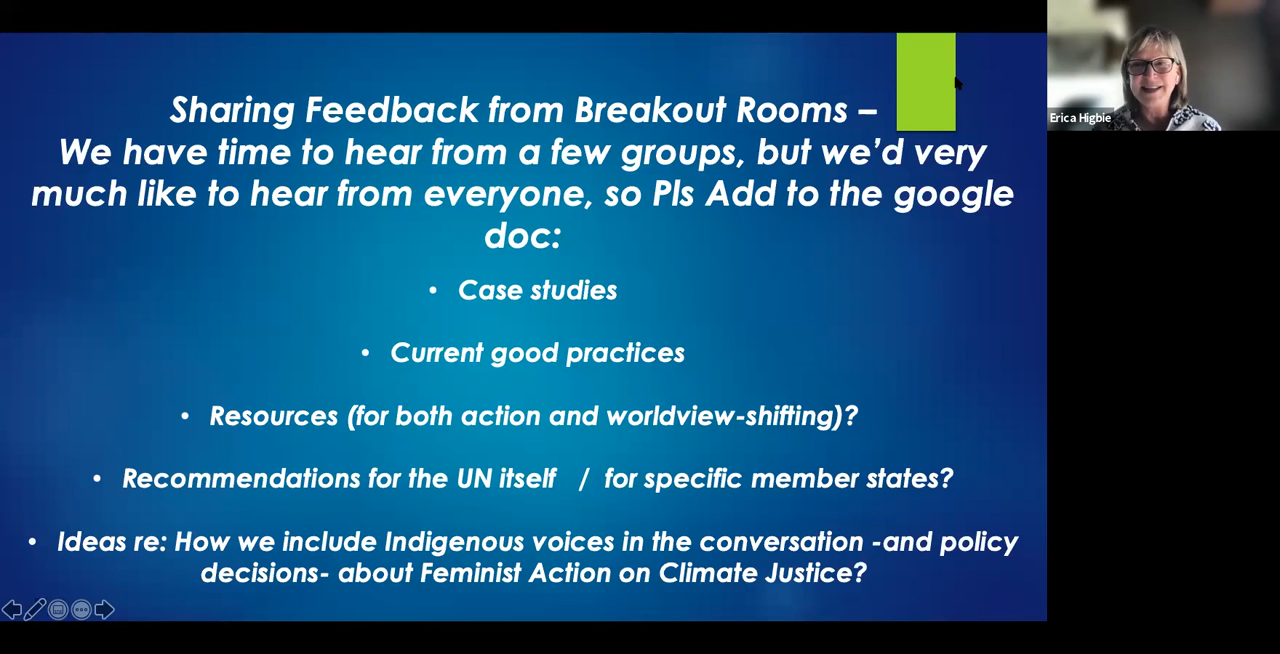 Sharing Feedback from Breakout Rooms –
We have time to hear from a few groups, but we’d very
much like to hear from everyone, so Pls Add to the google
doc:
• Case studies
• Current good practices
• Resources (for both action and worldview-shifting)?
• Recommendations for the UN itself / for specific member states?
• Ideas re: How we include Indigenous voices in the conversation -and policy
decisions- about Feminist Action on Climate Justice?
Erica Higbie